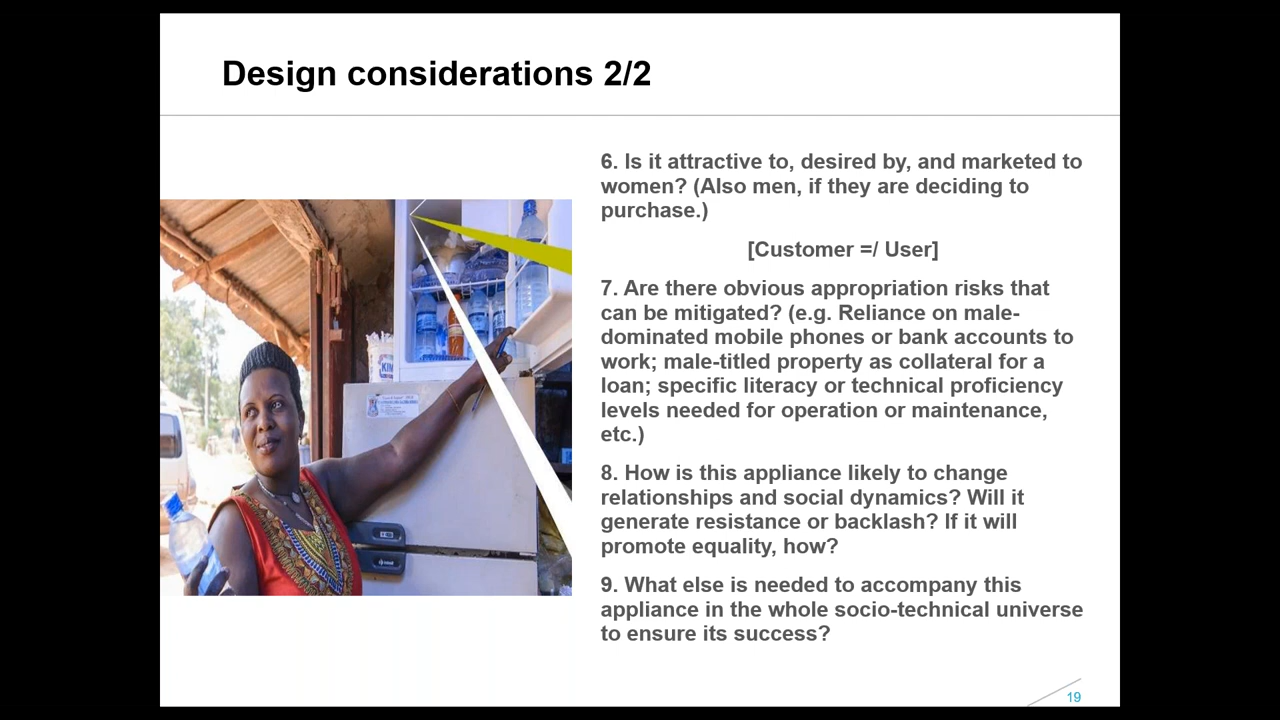 Design considerations 2/2
6. Is it attractive to, desired by, and marketed to
women? (Also men, if they are deciding to
purchase.)
[Customer =/ User]
7. Are there obvious appropriation risks that
can be mitigated? (e.g. Reliance on male-
dominated mobile phones or bank accounts to
work; male-titled property as collateral for a
loan; specific literacy or technical proficiency
levels needed for operation or maintenance,
etc.)
8. How is this appliance likely to change
relationships and social dynamics? Will it
generate resistance or backlash? If it will
promote equality, how?
9. What else is needed to accompany this
appliance in the whole socio-technical universe
to ensure its success?
KIM
19